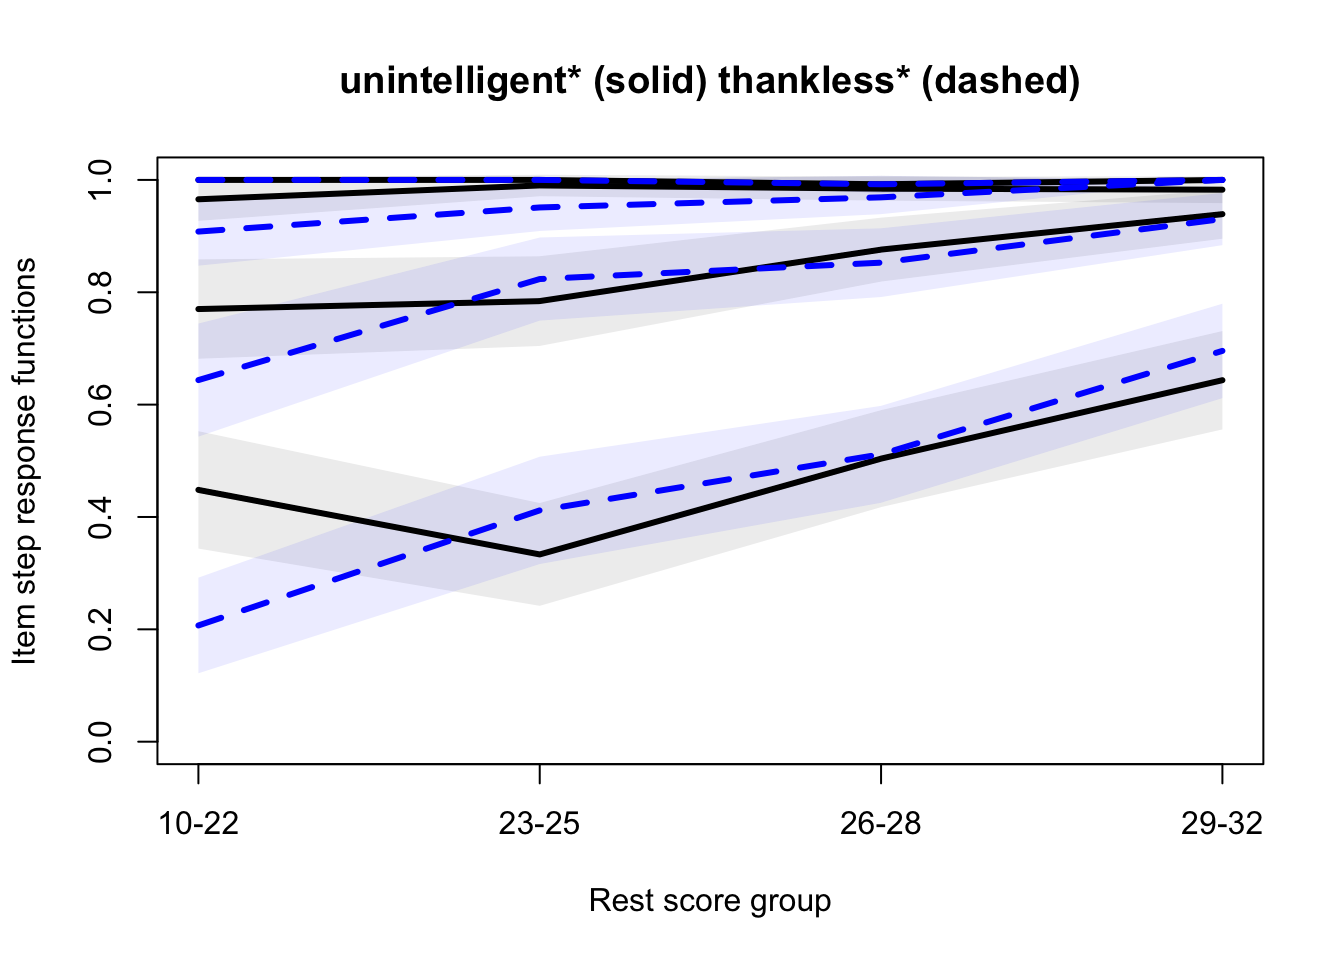 unintelligent* (solid) thankless* (dashed)
Item step response functions
1.0
0.8
0.6
0.4
0.2
0.0
10-22 23-25 26-28 29-32
Rest score group